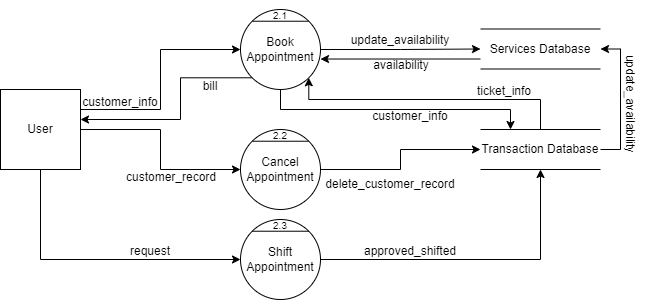 2.1
Book
Appointment
update_availability
Services Database
availability
bill
customer_info
ticket_info
customer_info
update_availability
User
2.2
Cancel
Appointment
Transaction Database
customer_record
delete_customer_record
2.3
Shift
Appointment
request
approved_shifted